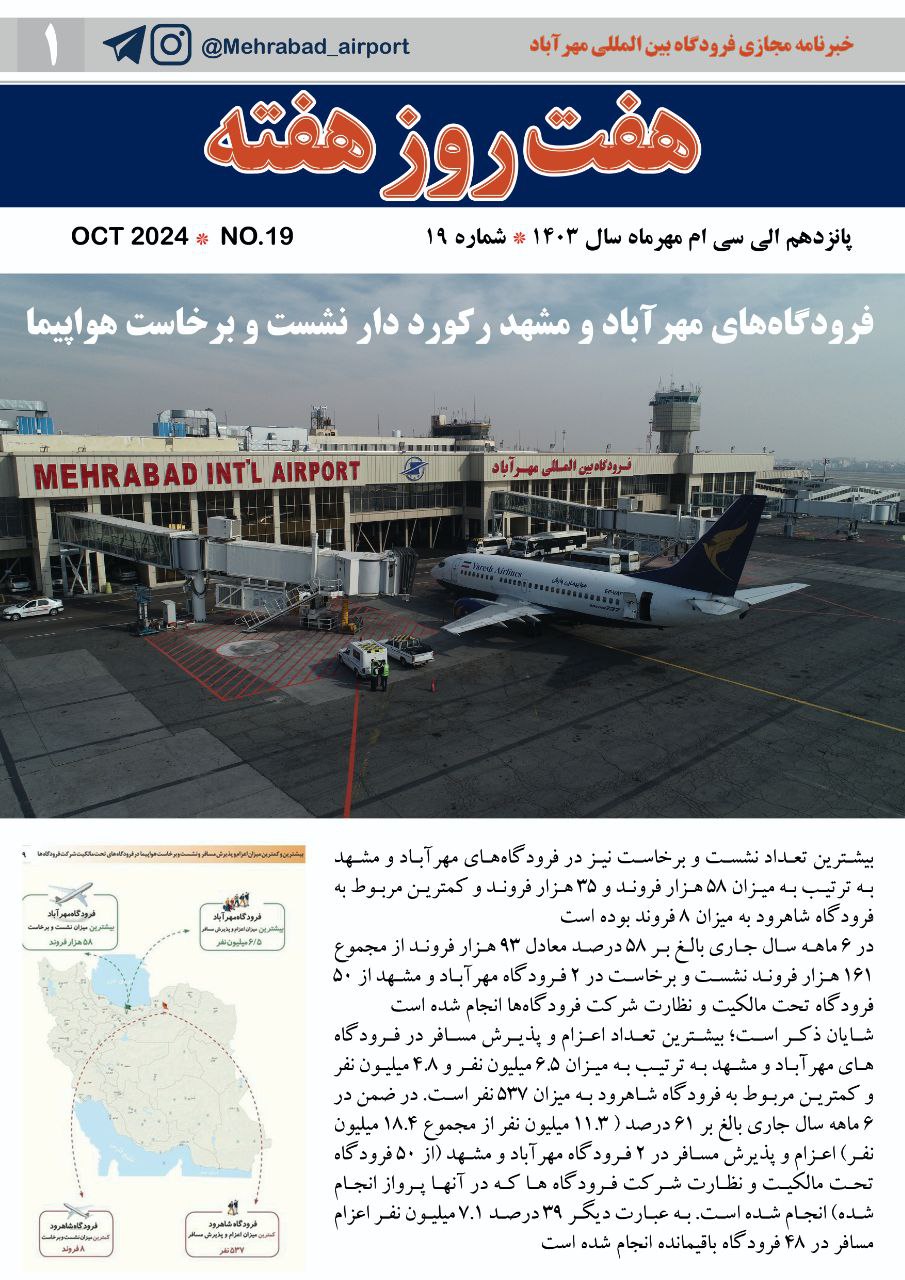 خبرنامه مجازی فرودگاه بین المللی مهرآباد
@Mehrabad_airport
۱
هفت روز هفته
پانزدهم الی سی ام مهرماه سال ۱۴۰۳ * شماره ۱۹
OCT 2024 * NO.19
فرودگاه‌های مهرآباد و مشهد رکورد دار نشست و برخاست هواپیما
MEHRABAD INT'L AIRPORT
فرودگاه بین المللی مهرآباد
Varesh Airlines
هواپیمایی وارش
بیشترین تعداد نشست و برخاست نیز در فرودگاه‌های مهرآباد و مشهد
به ترتیب به میزان ۵۸ هزار فروند و ۳۵ هزار فروند و کمترین مربوط به
فرودگاه شاهرود به میزان ۸ فروند بوده است
در ۶ ماهه سال جاری بالغ بر ۵۸ درصد معادل ۹۳ هزار فروند از مجموع
۱۶۱ هزار فروند نشست و برخاست در ۲ فرودگاه مهرآباد و مشهد از ۵۰
فرودگاه تحت مالکیت و نظارت شرکت فرودگاه‌ها انجام شده است
شایان ذکر است؛ بیشترین تعداد اعزام و پذیرش مسافر در فرودگاه
های مهرآباد و مشهد به ترتیب به میزان ۶.۵ میلیون نفر و ۴.۸ میلیون نفر
و کمترین مربوط به فرودگاه شاهرود به میزان ۵۳۷ نفر است. در ضمن در
۶ ماهه سال جاری بالغ بر ۶۱ درصد ( ۱۱.۳ میلیون نفر از مجموع ۱۸.۴ میلیون
نفر) اعزام و پذیرش مسافر در ۲ فرودگاه مهرآباد و مشهد (از ۵۰ فرودگاه
تحت مالکیت و نظارت شرکت فرودگاه ها که در آنها پرواز انجام
شده) انجام شده است. به عبارت دیگر ۳۹ درصد ۷.۱ میلیون نفر اعزام
مسافر در ۴۸ فرودگاه باقیمانده انجام شده است
بیشترین و کمترین میزان اعزام و پذیرش مسافر و نشست و برخاست هواپیما در فرودگاه های تحت مالکیت شرکت فرودگاه ها
۹
فرودگاه مهرآباد
بیشترین میزان اعزام و پذیرش مسافر
۶/۵ میلیون نفر
فرودگاه مهرآباد
بیشترین میزان نشست و برخاست
۵۸ هزار فروند
فرودگاه شاهرود
کمترین میزان اعزام و پذیرش مسافر
۵۳۷ نفر
فرودگاه شاهرود
کمترین میزان نشست و برخاست
۸ فروند